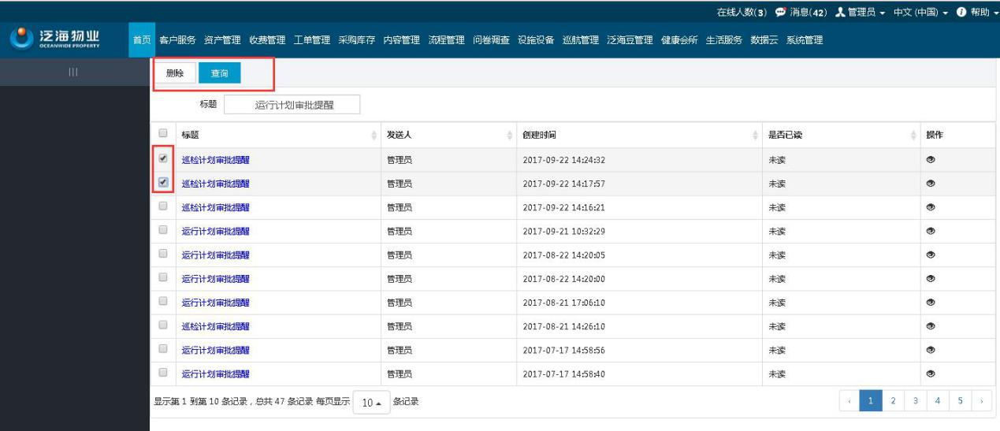 在线人数(3) 消息(42) 管理员 中文 (中国) 帮助
泛海物业
OCEANWIDE PROPERTY
首页 客户服务 资产管理 收费管理 工单管理 采购库存 内容管理 流程管理 问卷调查 设施设备 巡航管理 泛海豆管理 健康会所 生活服务 数据云 系统管理
删除 查询
标题 运行计划审批提醒
标题 发送人 创建时间 是否已读 操作
巡检计划审批提醒 管理员 2017-09-22 14:24:32 未读
巡检计划审批提醒 管理员 2017-09-22 14:17:57 未读
巡检计划审批提醒 管理员 2017-09-22 14:16:21 未读
运行计划审批提醒 管理员 2017-09-21 10:32:29 未读
运行计划审批提醒 管理员 2017-08-22 14:20:05 未读
运行计划审批提醒 管理员 2017-08-22 14:20:00 未读
运行计划审批提醒 管理员 2017-08-21 17:06:10 未读
巡检计划审批提醒 管理员 2017-08-21 14:26:10 未读
运行计划审批提醒 管理员 2017-07-17 14:58:56 未读
运行计划审批提醒 管理员 2017-07-17 14:58:40 未读
显示第 1 到第 10 条记录，总共 47 条记录 每页显示 10 条记录 ‹ 1 2 3 4 5 ›